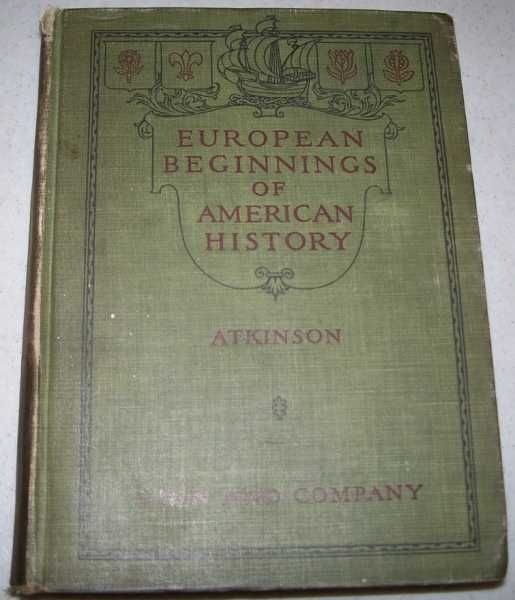 EUROPEAN
BEGINNINGS
OF
AMERICAN
HISTORY
ATKINSON
AND COMPANY